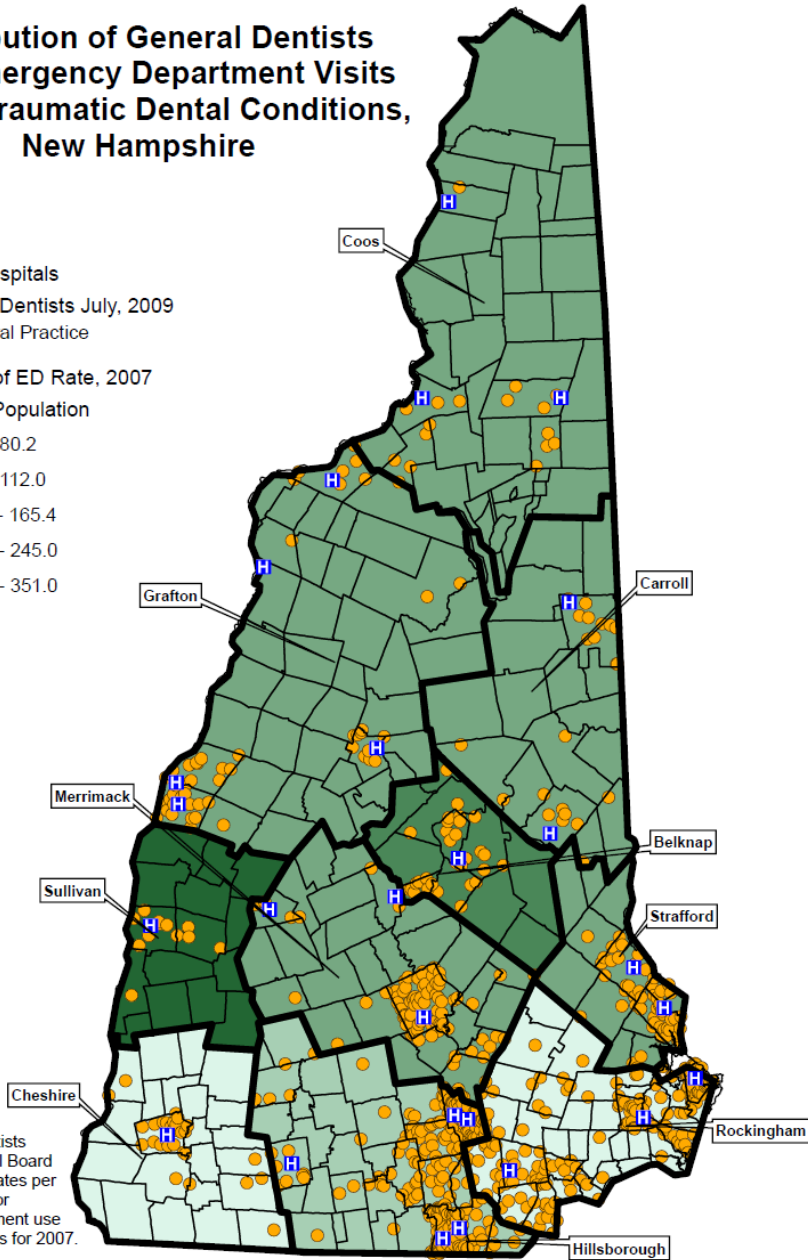 bution of General Dentists
mergency Department Visits
raumatic Dental Conditions,
New Hampshire
spitals
Dentists July, 2009
al Practice
of ED Rate, 2007
Population
80.2
112.0
- 165.4
- 245.0
- 351.0
Coos
H
H
H
H
H
Grafton
Carroll
H
H
H
H
Merrimack
H
H
Belknap
Sullivan
H
H
H
Strafford
H
H
H
H
Cheshire
H
H
H
H
H
Rockingham
H
H
H
H
H
Hillsborough
tists
l Board
ates per
or
ment use
s for 2007.